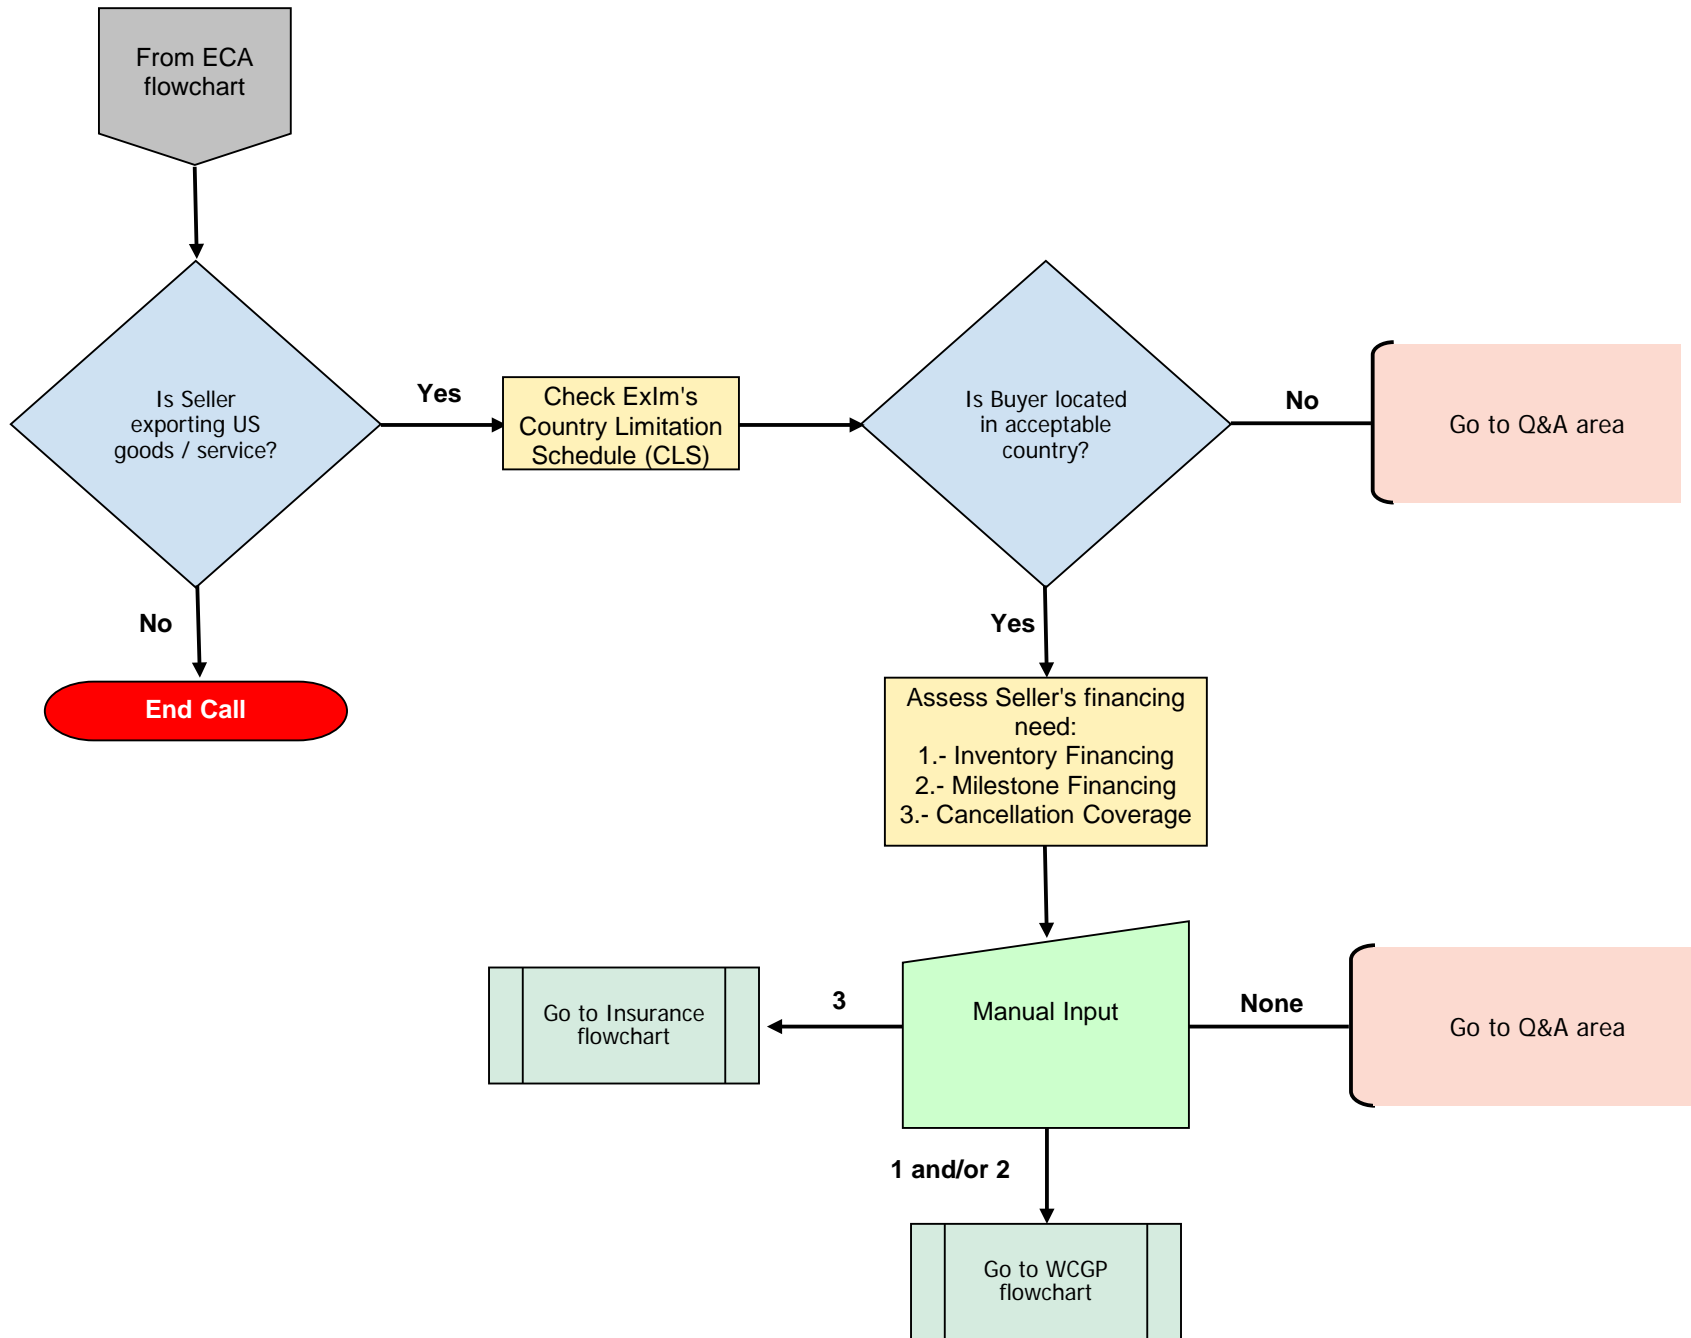 From ECA
flowchart
Is Seller
exporting US
goods / service?
Yes
Check ExIm's
Country Limitation
Schedule (CLS)
Is Buyer located
in acceptable
country?
No
Go to Q&A area
No
Yes
End Call
Assess Seller's financing
need:
1.- Inventory Financing
2.- Milestone Financing
3.- Cancellation Coverage
Go to Insurance
flowchart
3
Manual Input
None
Go to Q&A area
1 and/or 2
Go to WCGP
flowchart